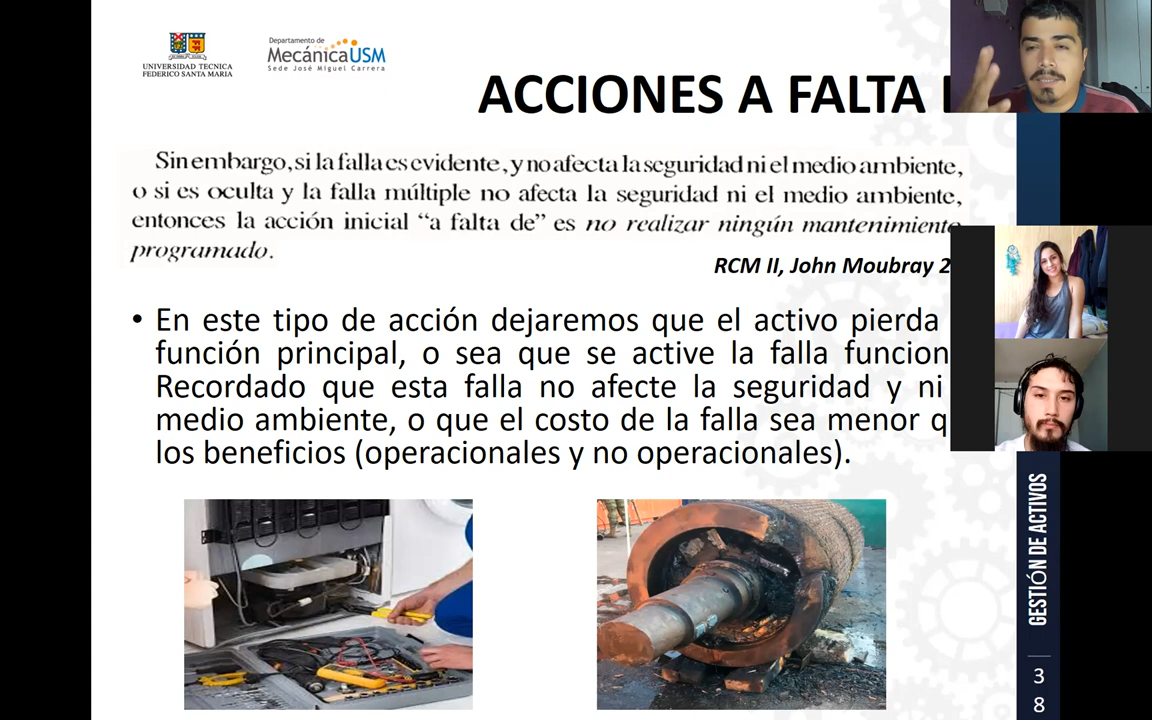 UNIVERSIDAD TECNICA
FEDERICO SANTA MARIA
Departamento de
MecánicaUSM
Sede José Miguel Carrera
ACCIONES A FALTA
Sin embargo, si la falla es evidente, y no afecta la seguridad ni el medio ambiente,
o si es oculta y la falla múltiple no afecta la seguridad ni el medio ambiente,
entonces la acción inicial “a falta de” es no realizar ningún mantenimiento
programado.
RCM II, John Moubray 2
• En este tipo de acción dejaremos que el activo pierda
función principal, o sea que se active la falla funcion
Recordado que esta falla no afecte la seguridad y ni
medio ambiente, o que el costo de la falla sea menor q
los beneficios (operacionales y no operacionales).
GESTIÓN DE ACTIVOS
3
8